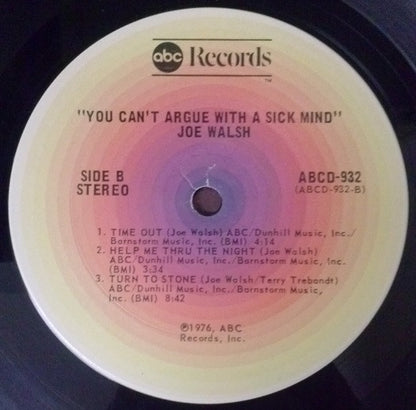 abc Records
TM
"YOU CAN'T ARGUE WITH A SICK MIND"
JOE WALSH
SIDE B
STEREO
ABCD-932
(ABCD-932-B)
1. TIME OUT (Joe Walsh) ABC/Dunhill Music, Inc./
Barnstorm Music, Inc. (BMI) 4:14
2. HELP ME THRU THE NIGHT (Joe Walsh)
ABC/Dunhill Music, Inc./Barnstorm Music, Inc.
(BMI) 3:34
3. TURN TO STONE (Joe Walsh/Terry Trebandt)
ABC/Dunhill Music, Inc./Barnstorm Music,
Inc. (BMI) 8:42
℗1976, ABC
Records, Inc.